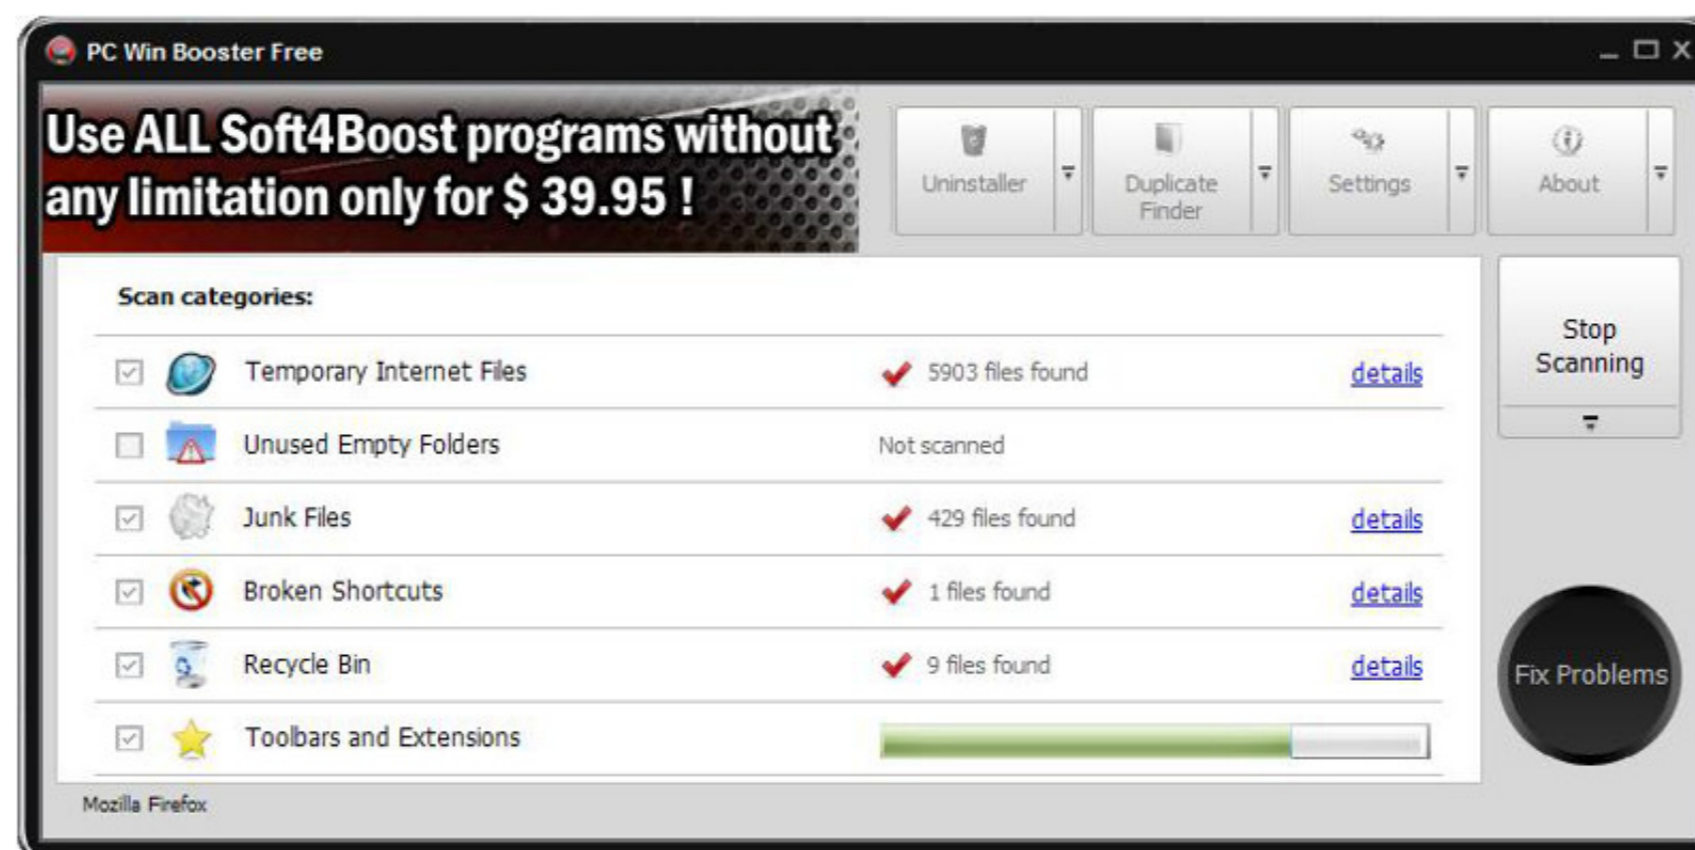 PC Win Booster Free
Use ALL Soft4Boost programs without
any limitation only for $ 39.95 !
Uninstaller
Duplicate
Finder
Settings
About
Scan categories:
Temporary Internet Files 5903 files found details
Unused Empty Folders Not scanned
Junk Files 429 files found details
Broken Shortcuts 1 files found details
Recycle Bin 9 files found details
Toolbars and Extensions
Stop
Scanning
Fix Problems
Mozilla Firefox